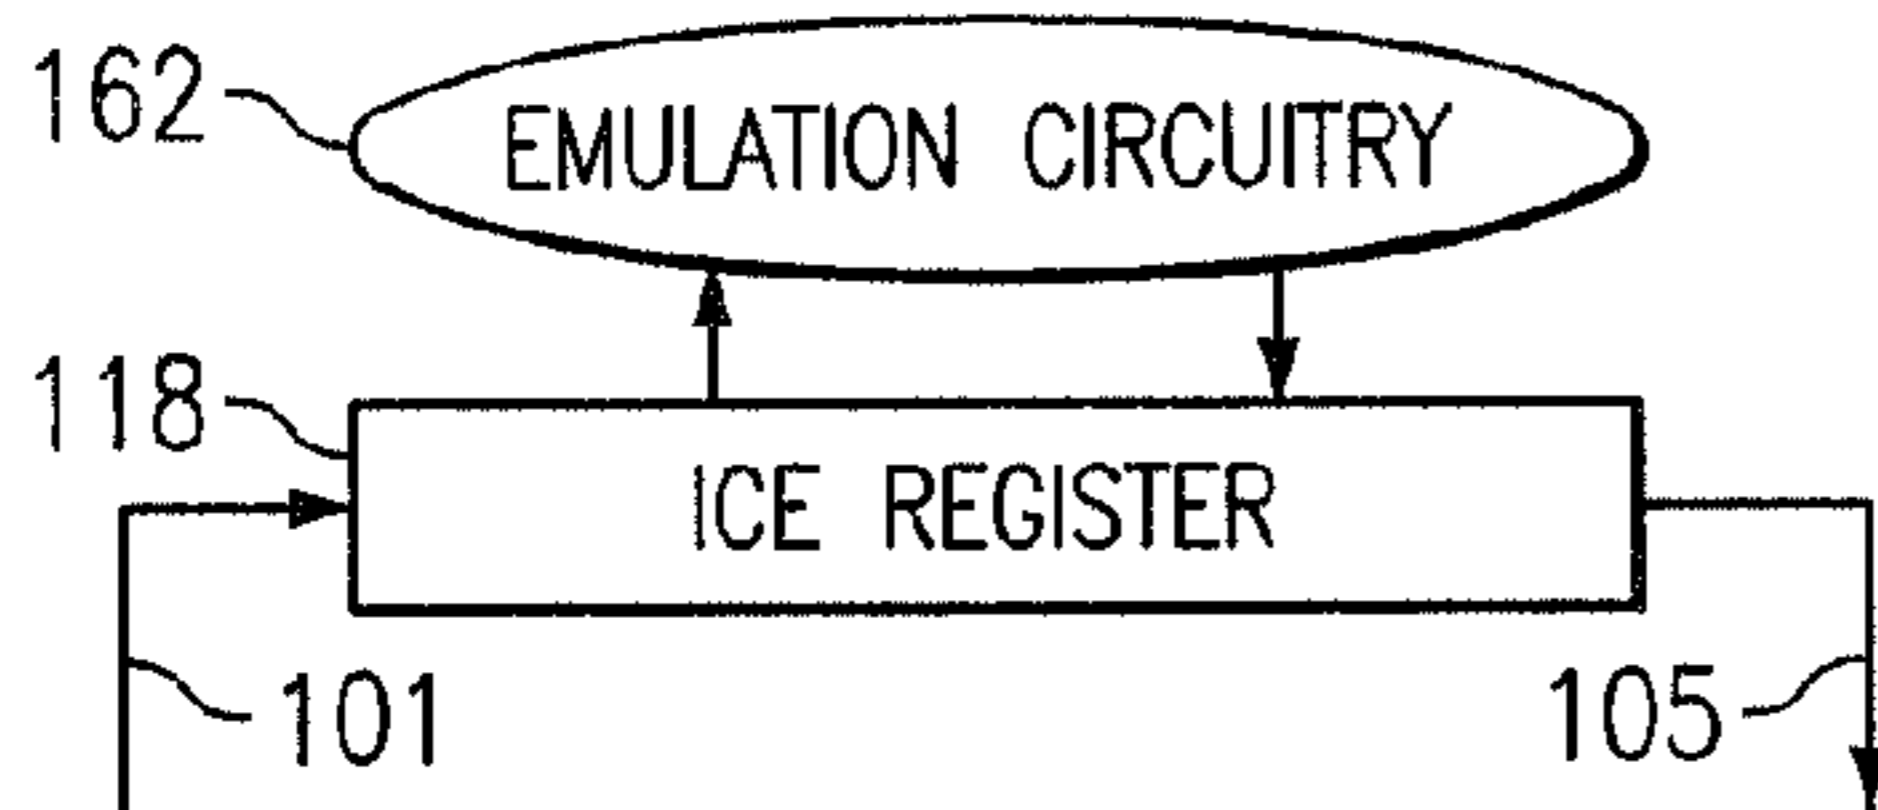 162
EMULATION CIRCUITRY
118
ICE REGISTER
101
105